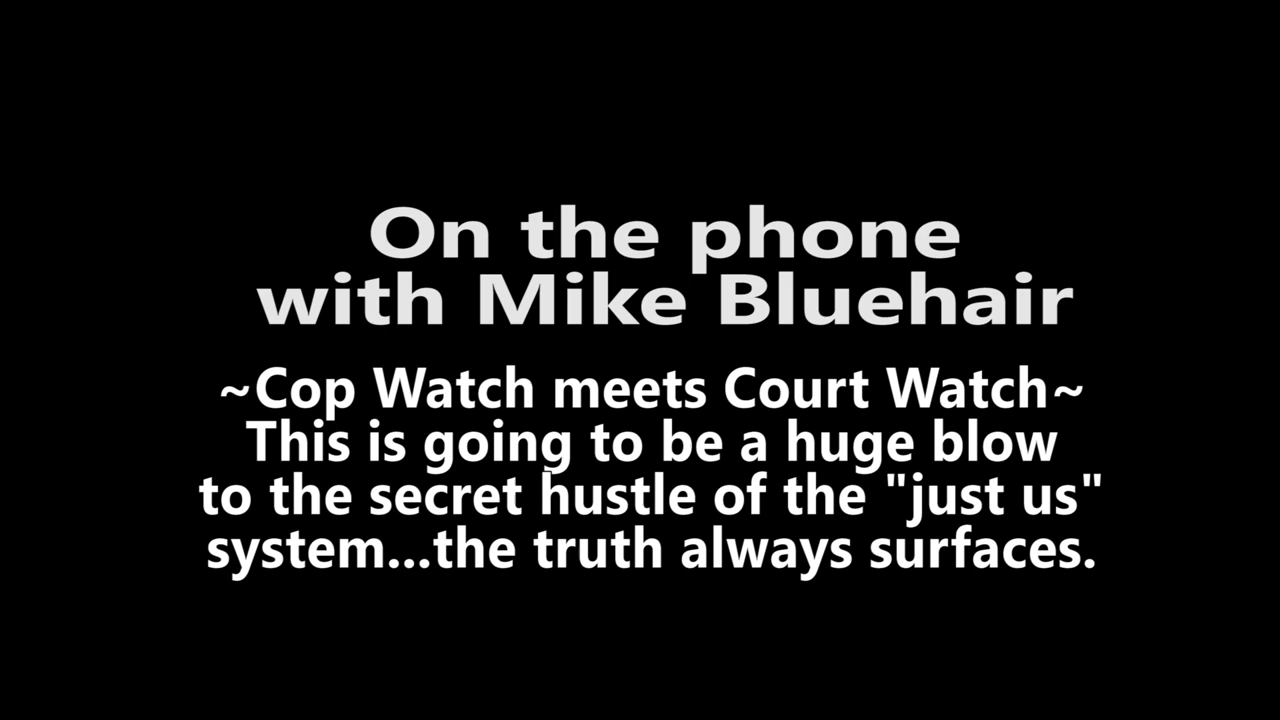 On the phone
with Mike Bluehair
~Cop Watch meets Court Watch~
This is going to be a huge blow
to the secret hustle of the "just us"
system...the truth always surfaces.